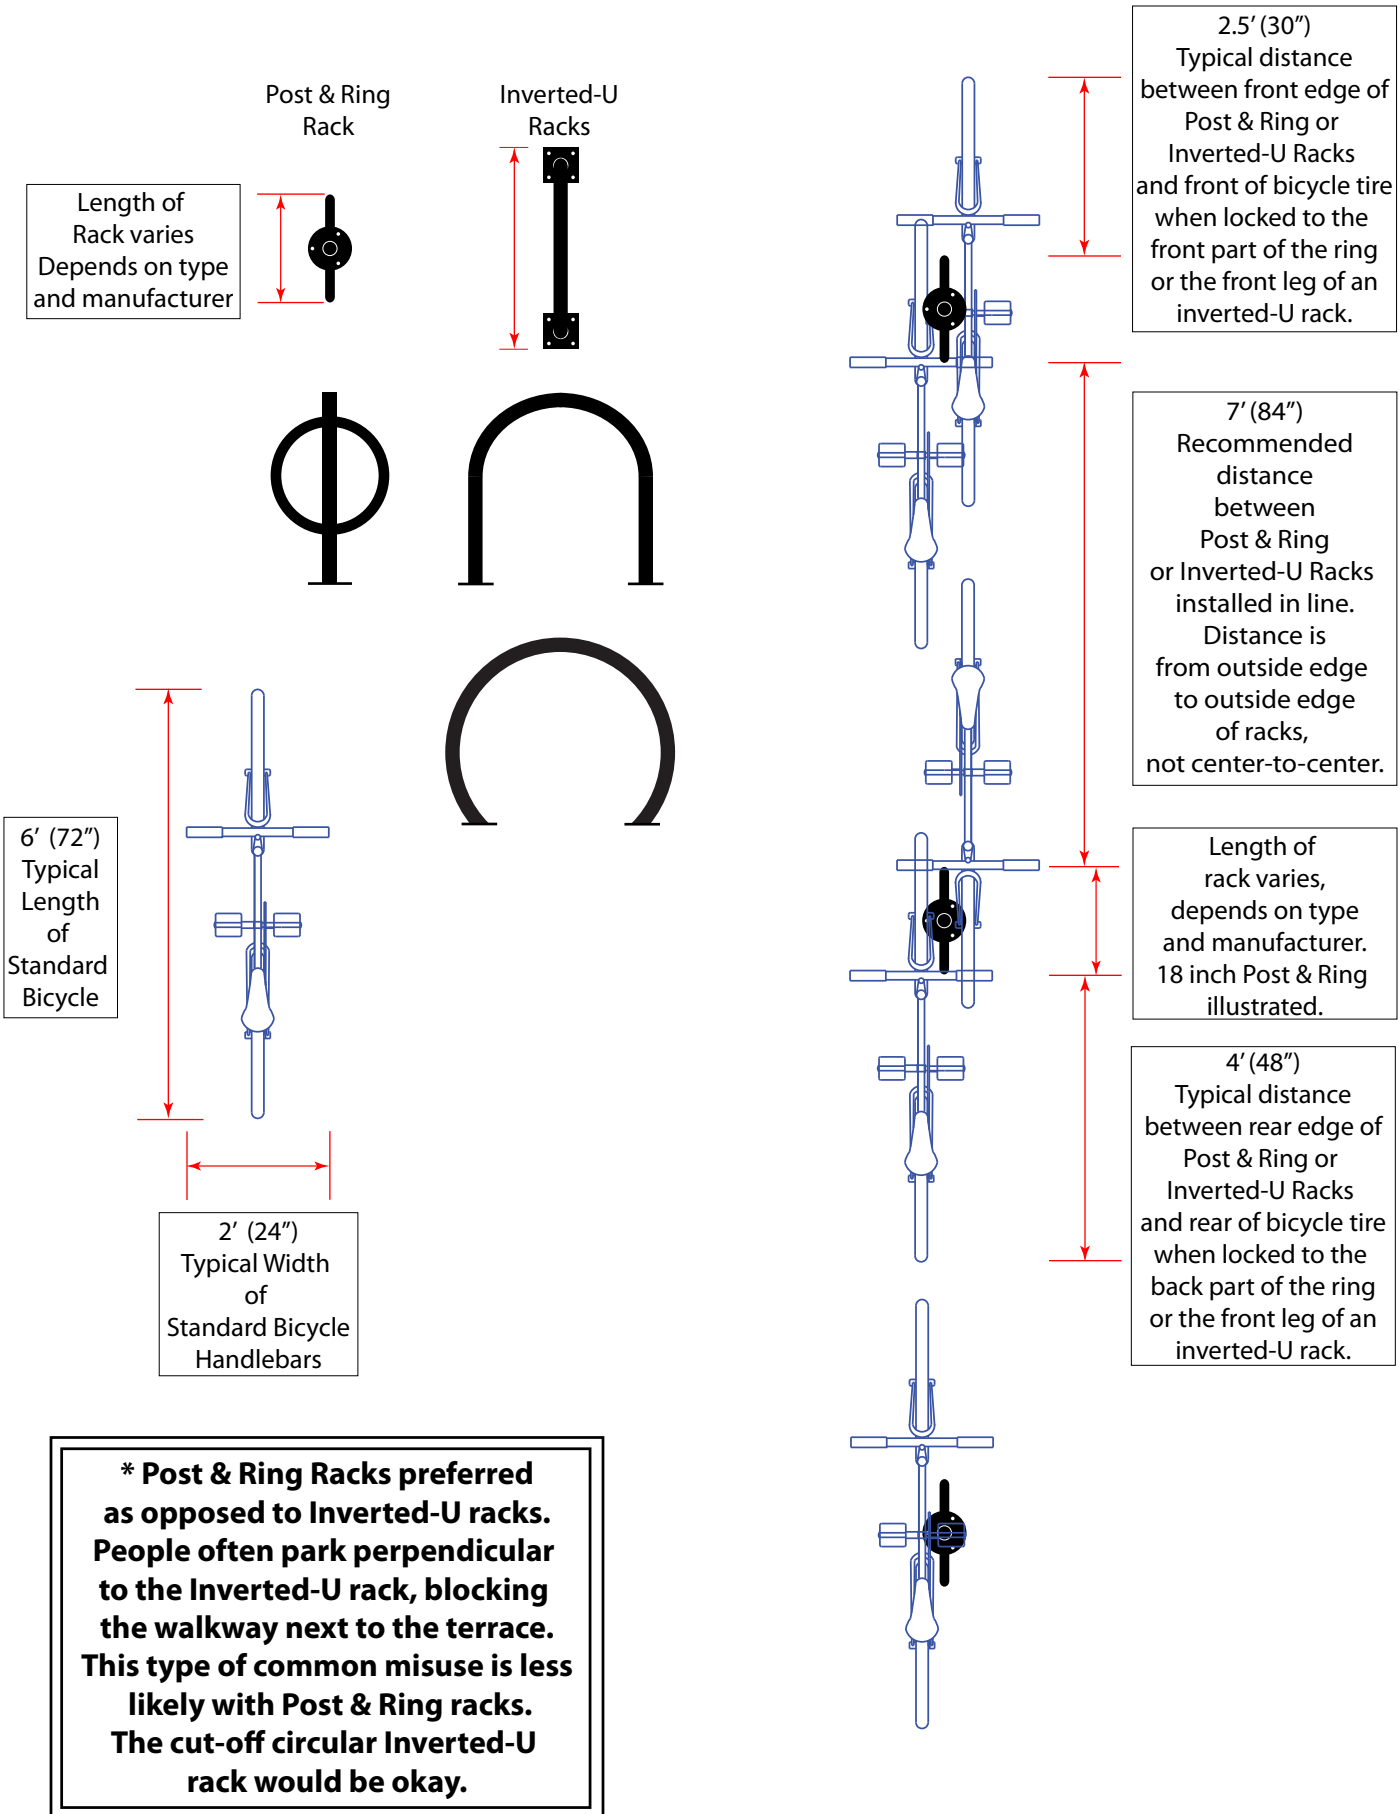 Post & Ring
Rack
Inverted-U
Racks
Length of
Rack varies
Depends on type
and manufacturer
6’ (72”)
Typical
Length
of
Standard
Bicycle
2’ (24”)
Typical Width
of
Standard Bicycle
Handlebars
* Post & Ring Racks preferred
as opposed to Inverted-U racks.
People often park perpendicular
to the Inverted-U rack, blocking
the walkway next to the terrace.
This type of common misuse is less
likely with Post & Ring racks.
The cut-off circular Inverted-U
rack would be okay.
2.5’ (30”)
Typical distance
between front edge of
Post & Ring or
Inverted-U Racks
and front of bicycle tire
when locked to the
front part of the ring
or the front leg of an
inverted-U rack.
7’ (84”)
Recommended
distance
between
Post & Ring
or Inverted-U Racks
installed in line.
Distance is
from outside edge
to outside edge
of racks,
not center-to-center.
Length of
rack varies,
depends on type
and manufacturer.
18 inch Post & Ring
illustrated.
4’ (48”)
Typical distance
between rear edge of
Post & Ring or
Inverted-U Racks
and rear of bicycle tire
when locked to the
back part of the ring
or the front leg of an
inverted-U rack.